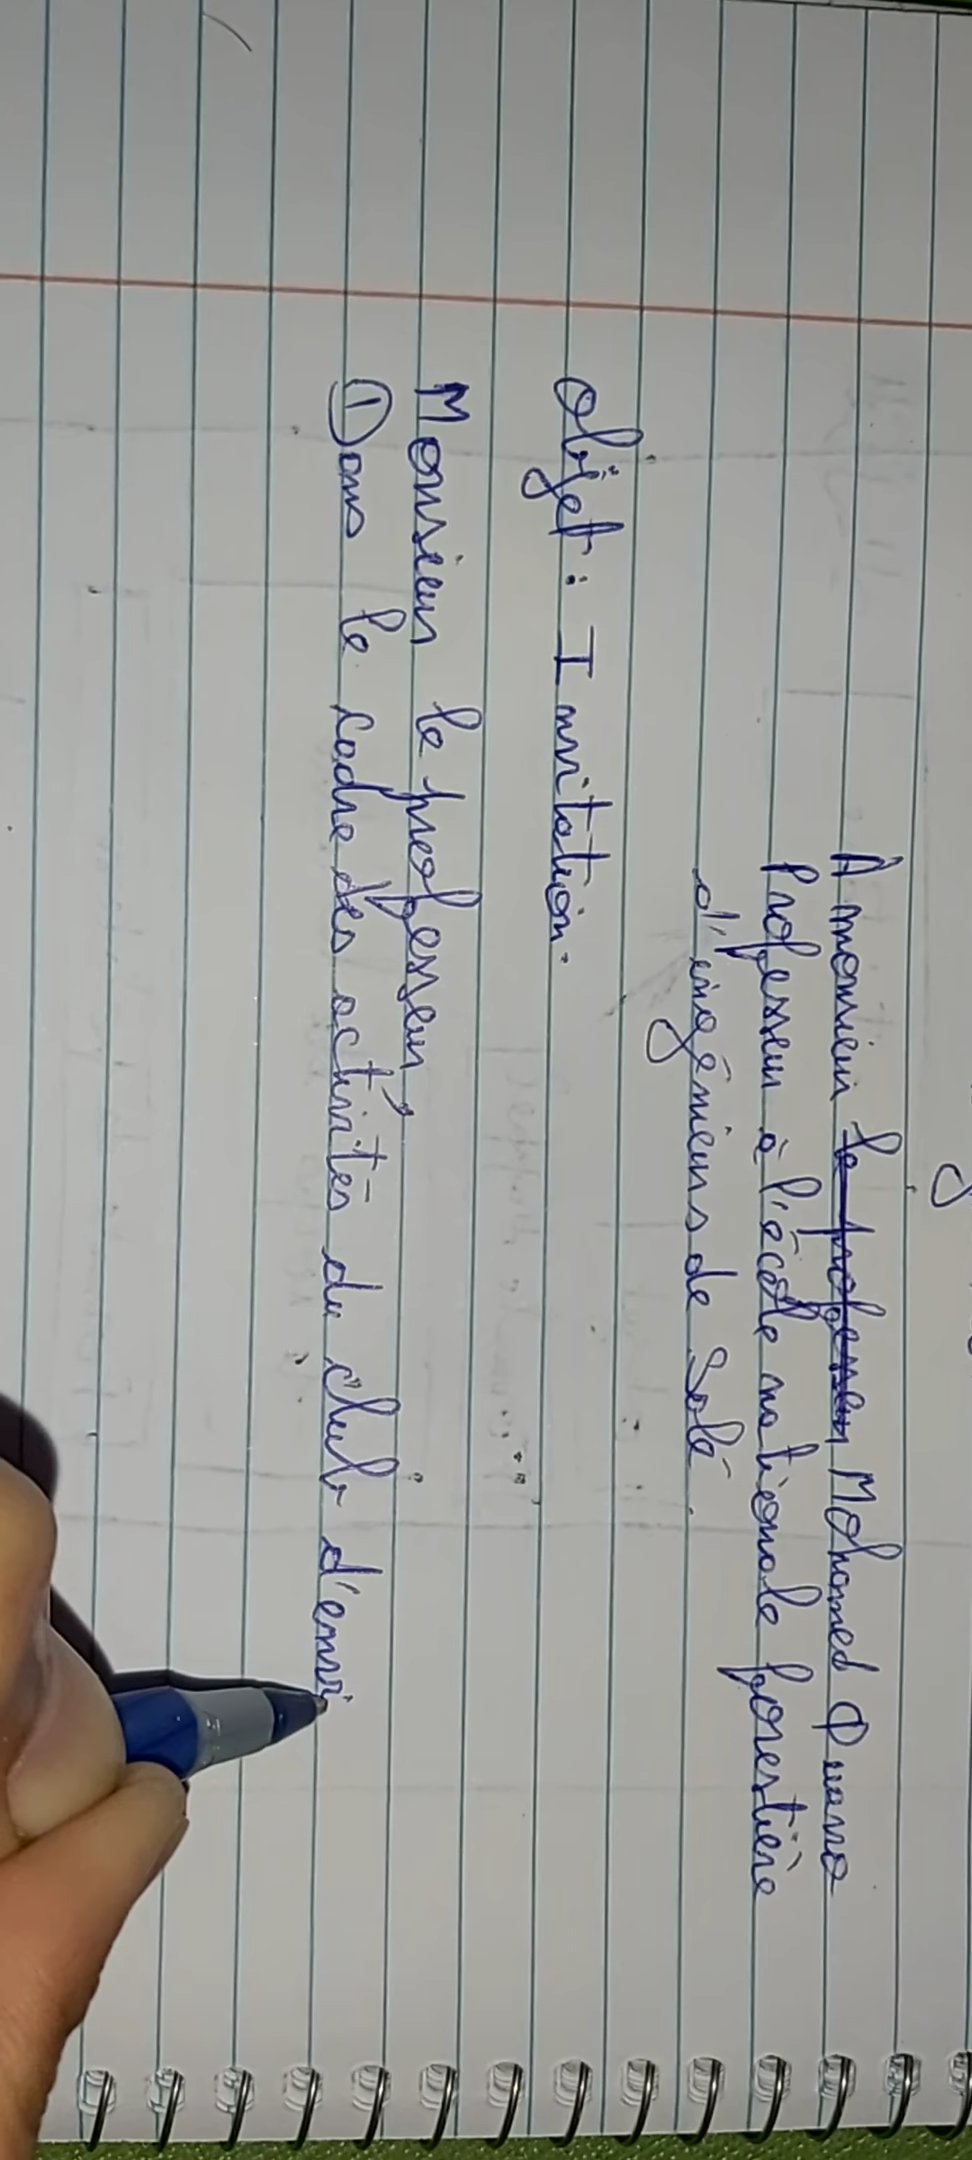 A monsieur le professeur Mohamed Quarro
Professeur à l'école nationale forestière
d'ingénieurs de Salé.
Objet : Invitation.
Monsieur le professeur,
① Dans le cadre des activités du club d'envi